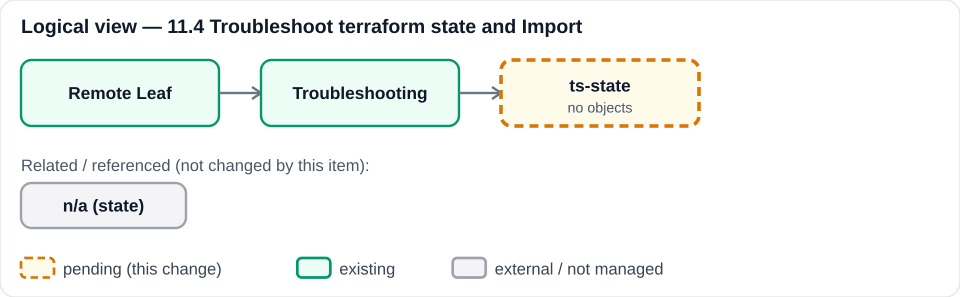 Logical view — 11.4 Troubleshoot terraform state and Import
Remote Leaf
Troubleshooting
ts-state
no objects
Related / referenced (not changed by this item):
n/a (state)
pending (this change)
existing
external / not managed